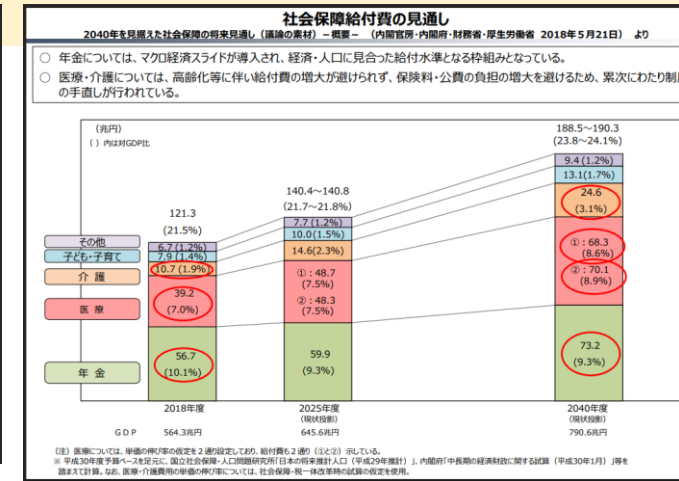 社会保障給付費の見通し
2040年を見据えた社会保障の将来見通し（議論の素材）－概要－ （内閣官房・内閣府・財務省・厚生労働省 2018年5月21日） より
○ 年金については、マクロ経済スライドが導入され、経済・人口に見合った給付水準となっている枠組みとなっている。
○ 医療・介護については、高齢化等に伴い給付費の増大が避けられず、保険料・公費の負担の増大を避けるため、累次にわたり制度
の手直しが行われている。
（兆円）
（ ）内は対GDP比
188.5～190.3
(23.8～24.1%)
9.4 (1.2%)
13.1(1.7%)
24.6
(3.1%)
①：68.3
(8.6%)
②：70.1
(8.9%)
73.2
(9.3%)
140.4～140.8
(21.7～21.8%)
7.7 (1.2%)
10.0 (1.5%)
14.6(2.3%)
①：48.7
(7.5%)
②：48.3
(7.5%)
59.9
(9.3%)
121.3
(21.5%)
6.7 (1.2%)
7.9 (1.4%)
10.7 (1.9%)
39.2
(7.0%)
56.7
(10.1%)
その他
子ども・子育て
介 護
医 療
年 金
2018年度
2025年度
(現状投影)
2040年度
(現状投影)
ＧＤＰ 564.3兆円 645.6兆円 790.6兆円
（注）医療については、単価の伸び率の仮定を２通り設定しており、給付費も２通り（①と②）示している。
※ 平成30年度予算ベースを足元に、国立社会保障・人口問題研究所「日本の将来推計人口（平成29年推計）」、内閣府「中長期の経済財政に関する試算（平成30年1月）」等を
踏まえて計算。なお、医療・介護費用の単価の伸び率については、社会保障・税一体改革時の試算の仮定を使用。